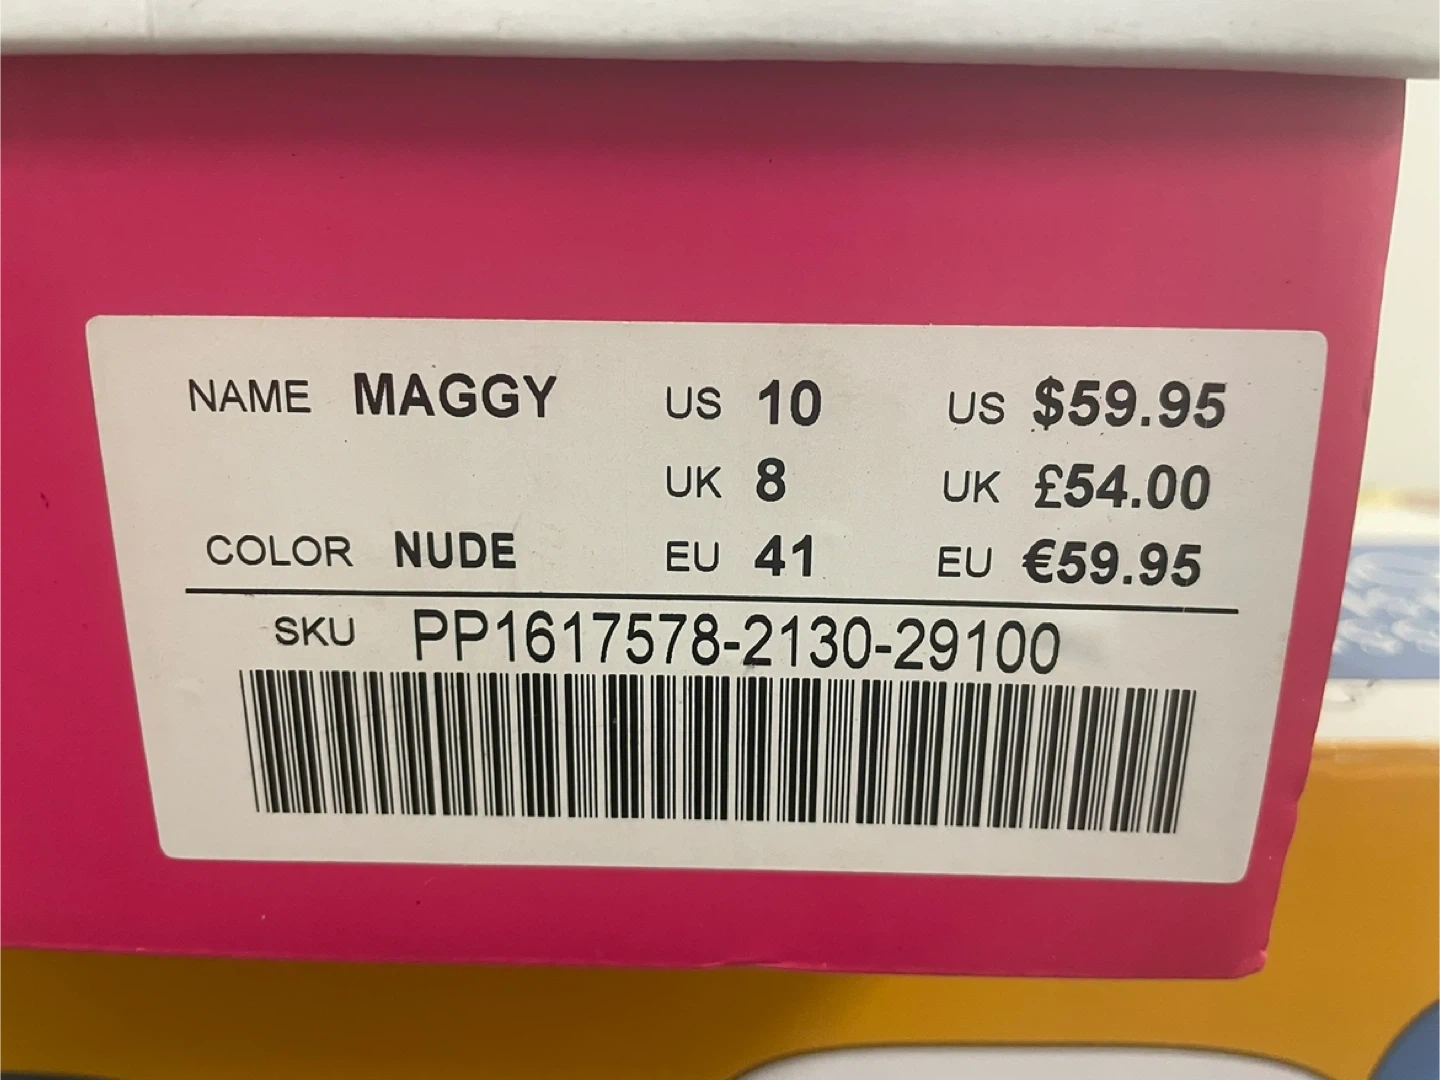 NAME MAGGY US 10 US $59.95
UK 8 UK £54.00
COLOR NUDE EU 41 EU €59.95
SKU PP1617578-2130-29100